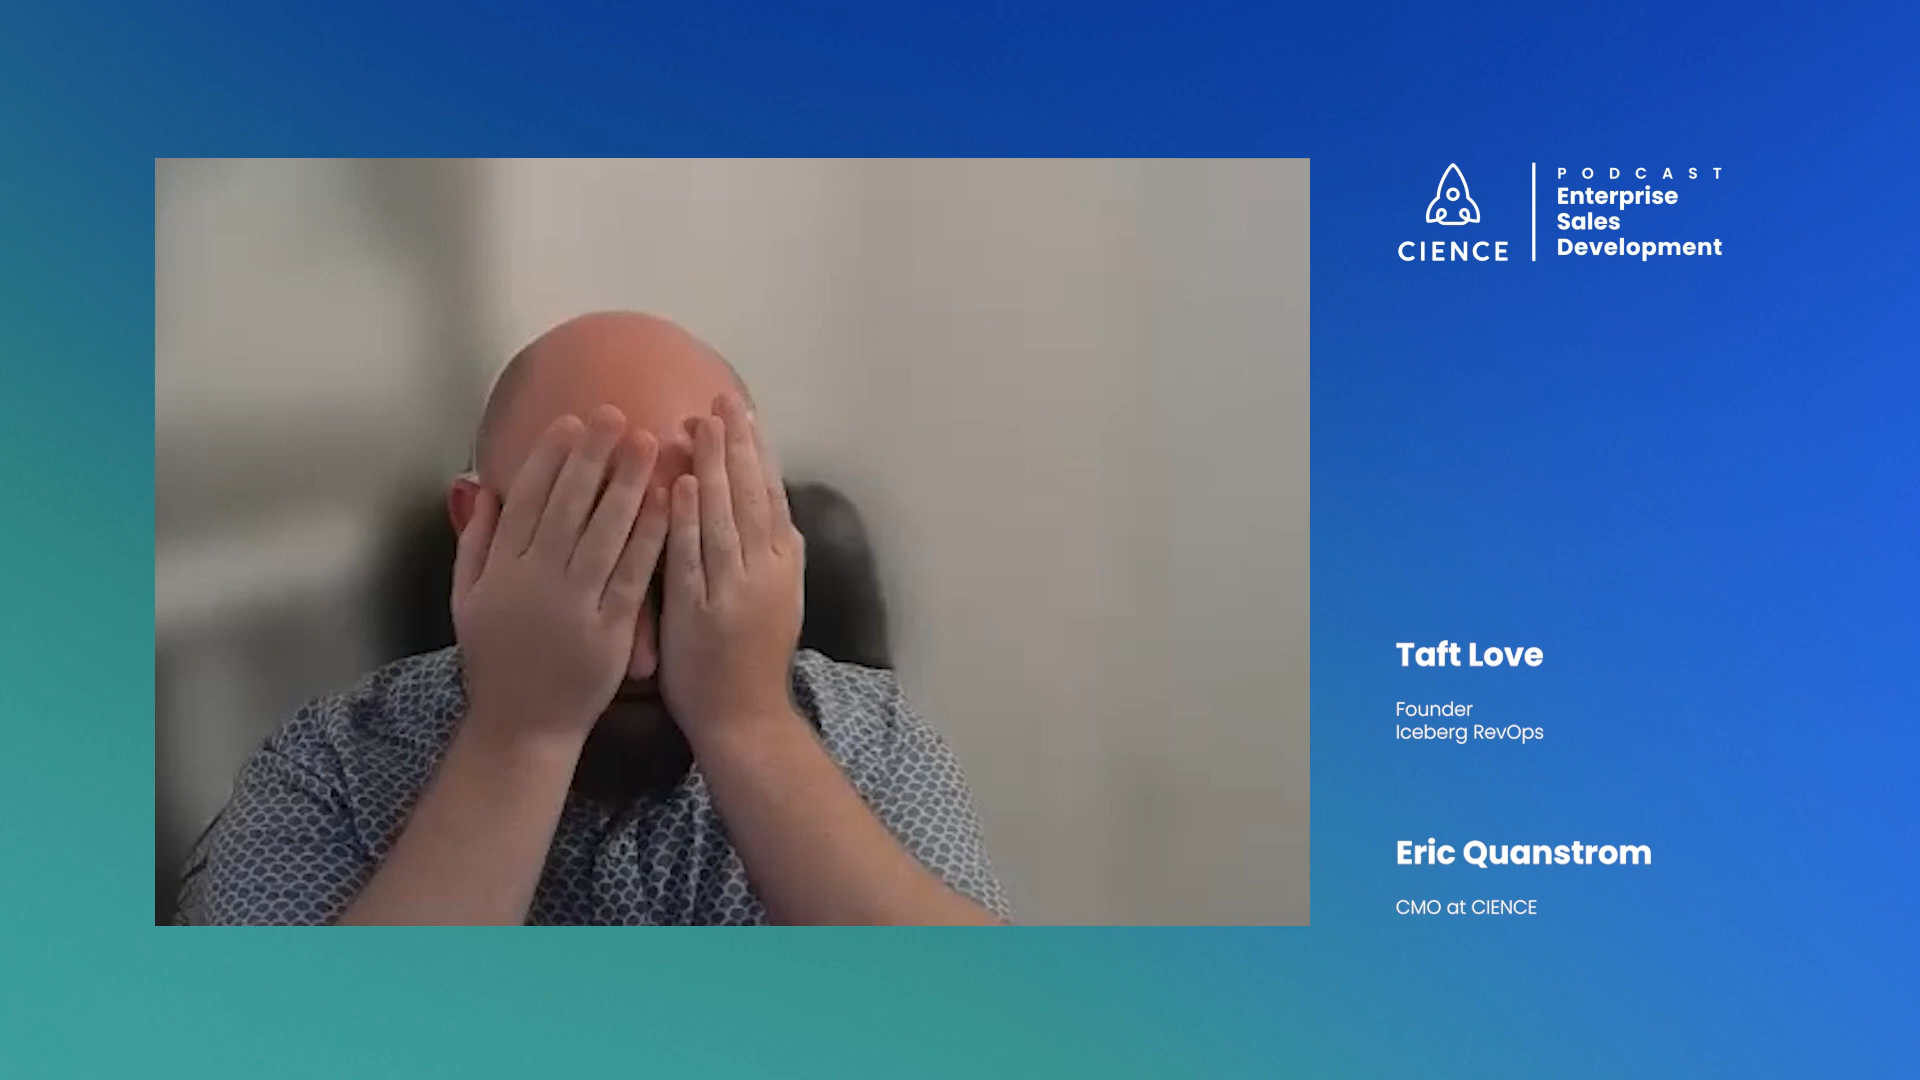 CIENCE
PODCAST
Enterprise
Sales
Development
Taft Love
Founder
Iceberg RevOps
Eric Quanstrom
CMO at CIENCE